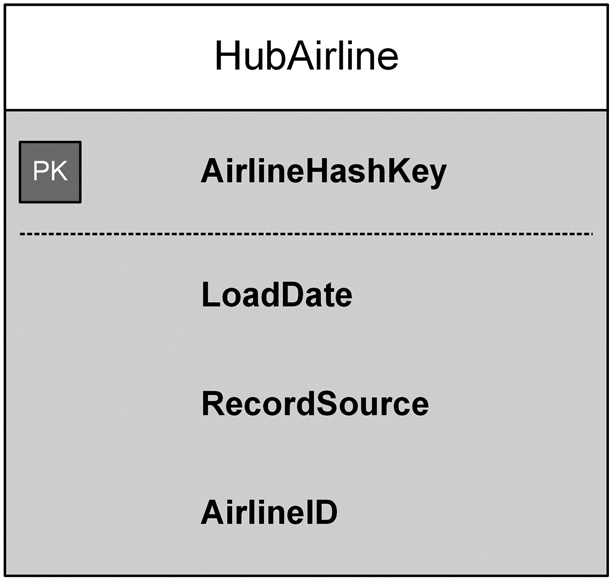 HubAirline
PK AirlineHashKey
LoadDate
RecordSource
AirlineID